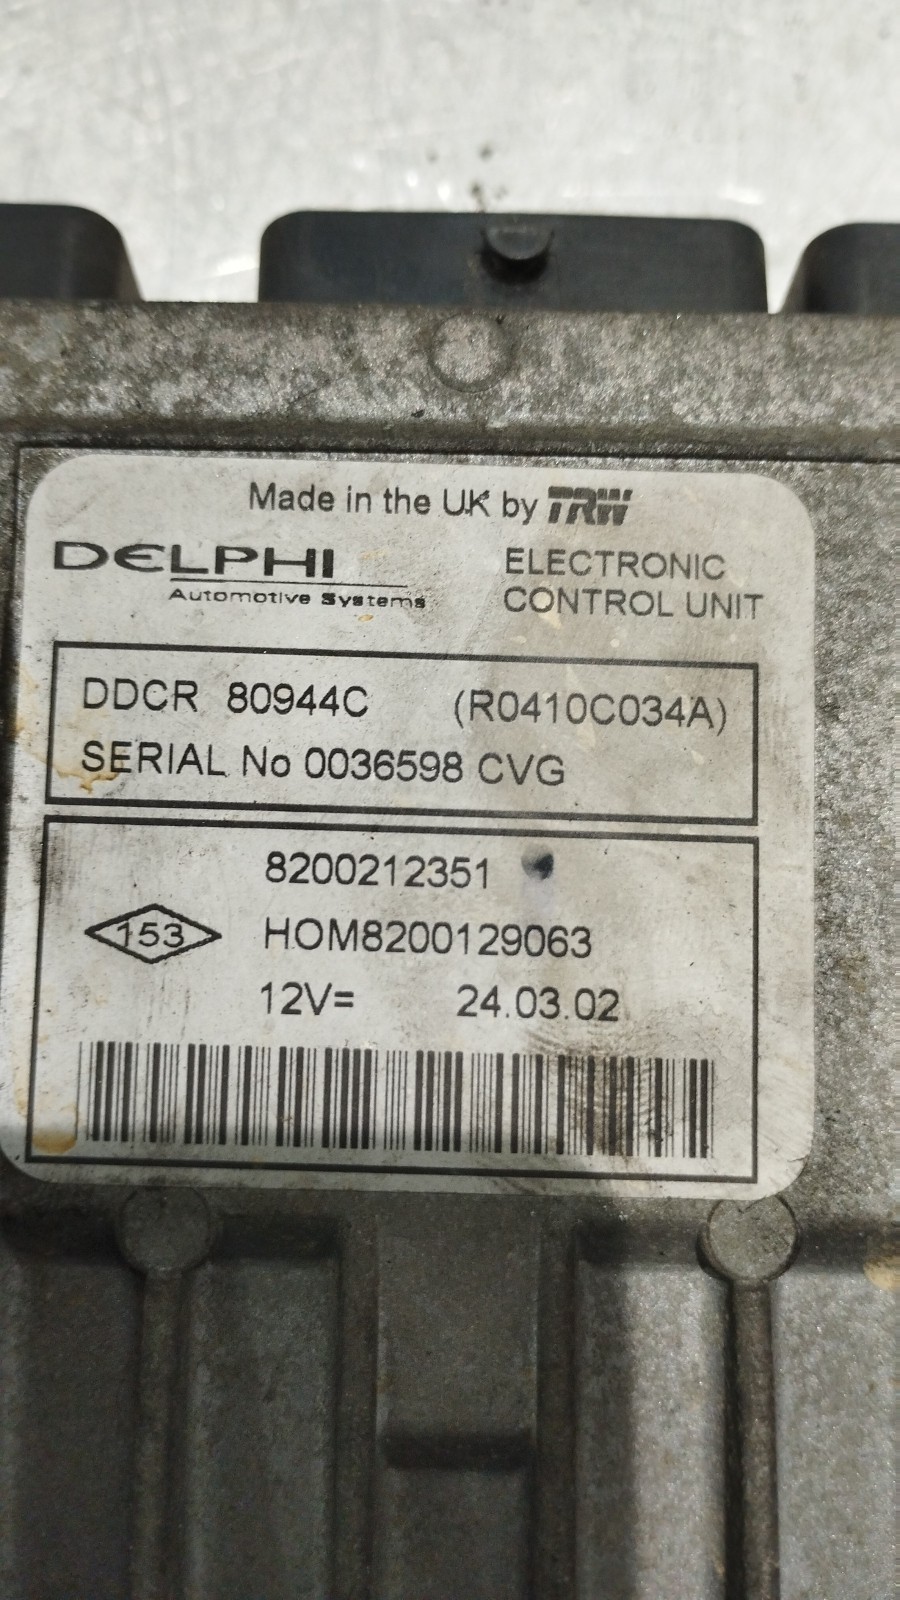 Made in the UK by TRW
DELPHI
Automotive Systems
ELECTRONIC
CONTROL UNIT
DDCR 80944C (R0410C034A)
SERIAL No 0036598 CVG
8200212351
153
HOM8200129063
12V= 24.03.02